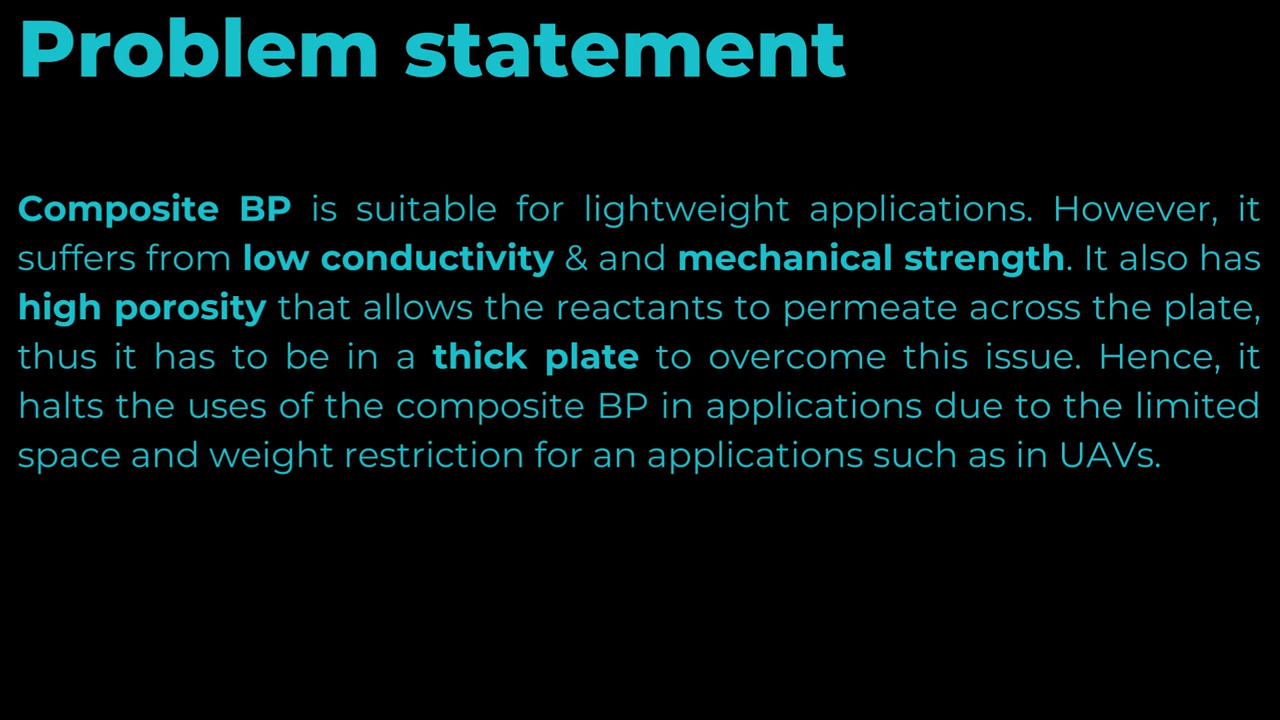 Problem statement
Composite BP is suitable for lightweight applications. However, it
suffers from low conductivity & and mechanical strength. It also has
high porosity that allows the reactants to permeate across the plate,
thus it has to be in a thick plate to overcome this issue. Hence, it
halts the uses of the composite BP in applications due to the limited
space and weight restriction for an applications such as in UAVs.